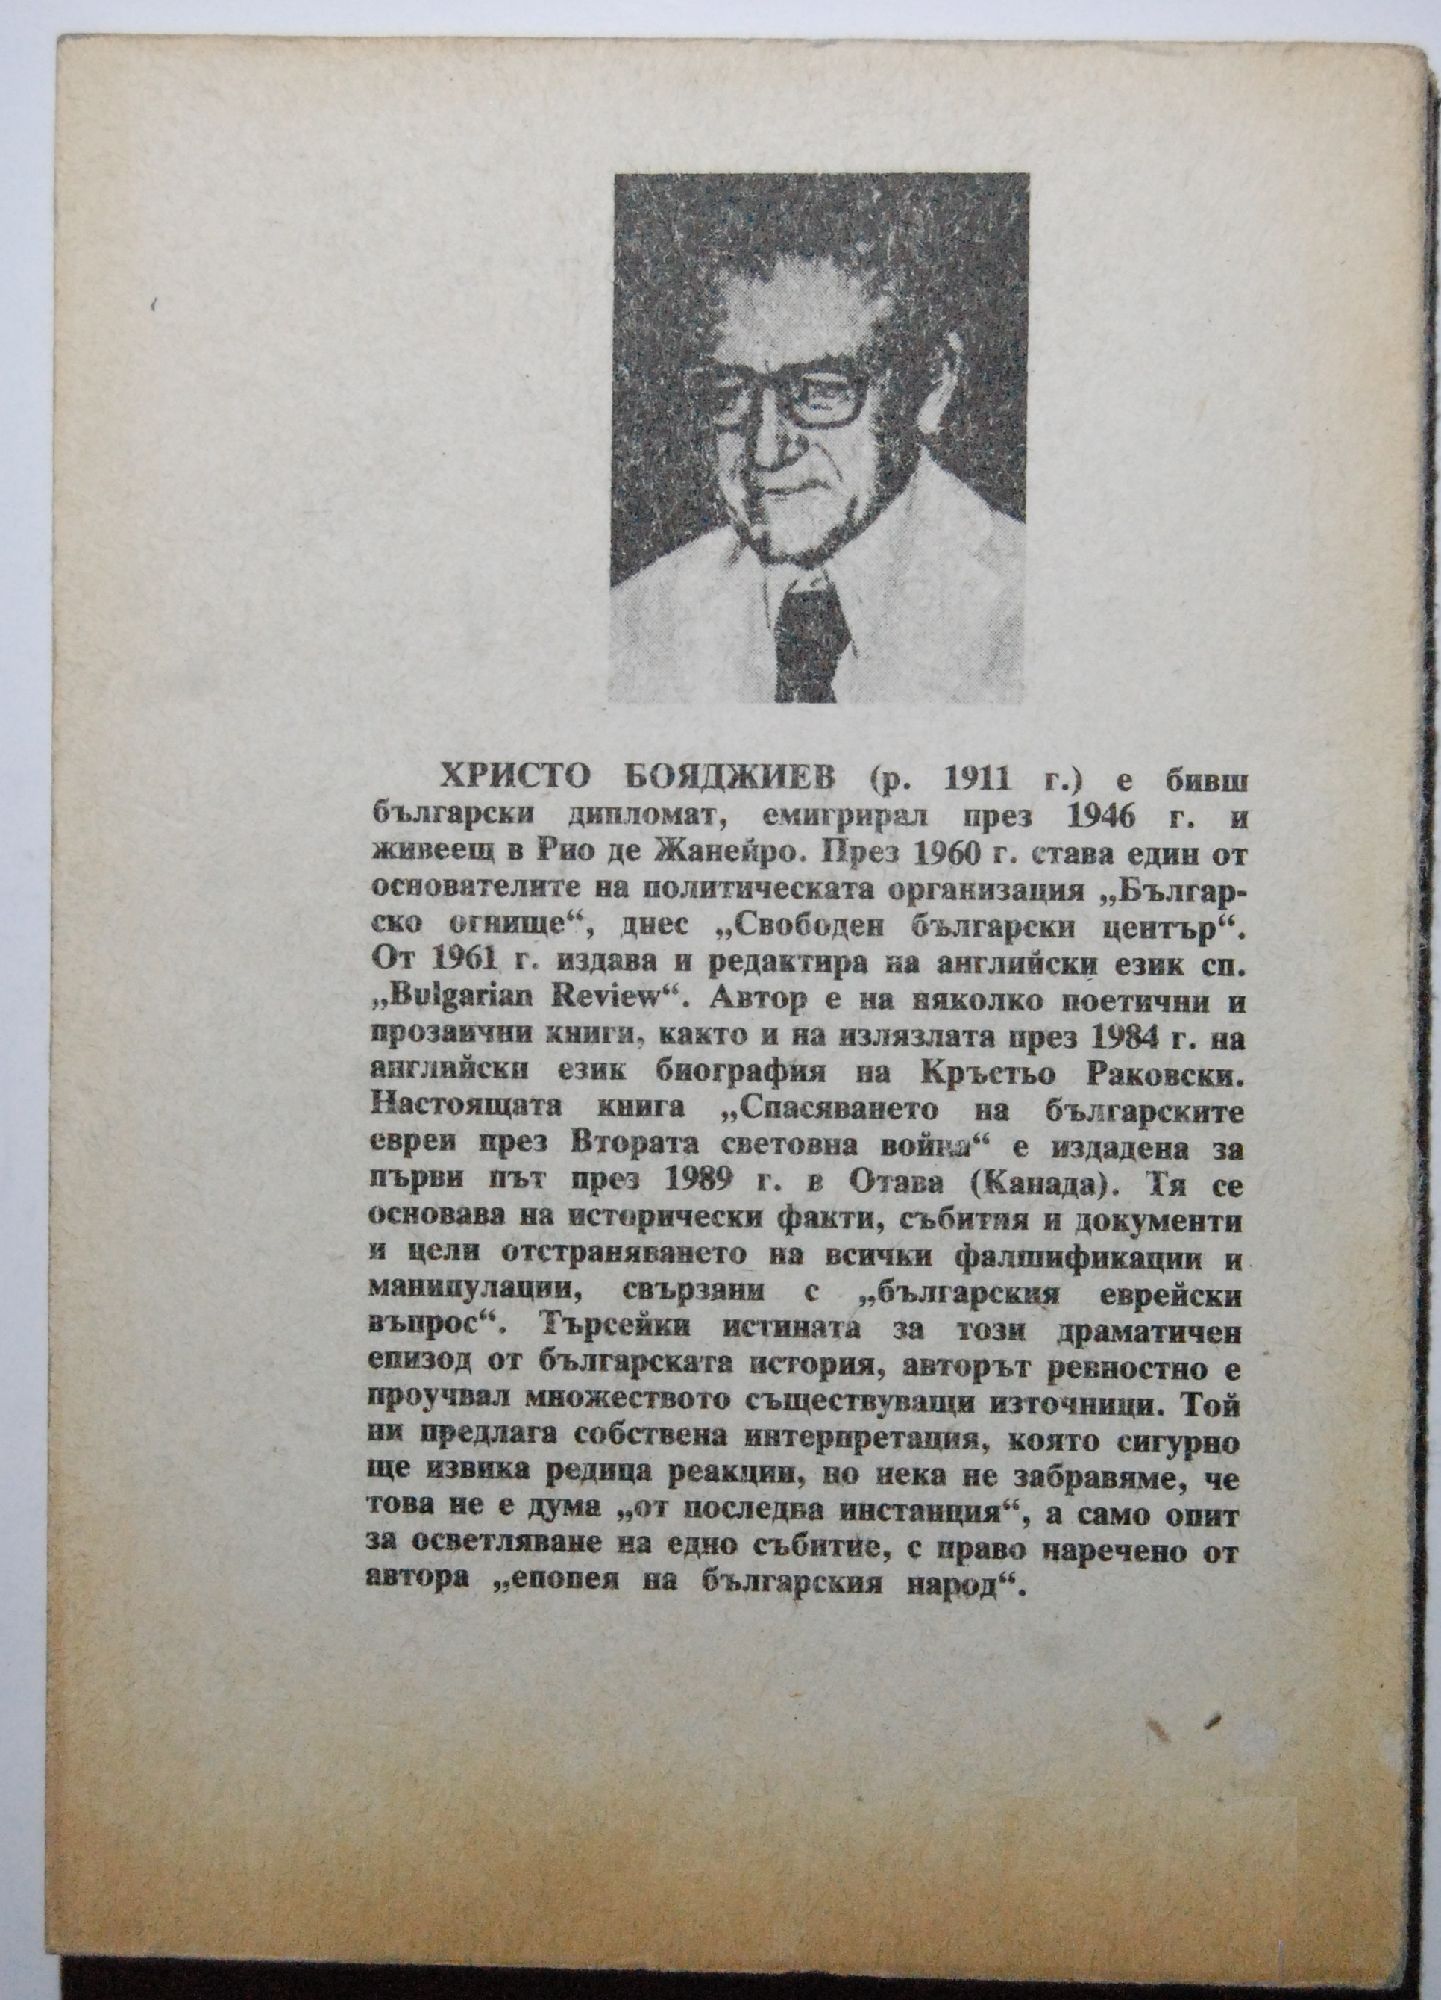 ХРИСТО БОЯДЖИЕВ (р. 1911 г.) е бивш
български дипломат, емигрирал през 1946 г. и
живеещ в Рио де Жанейро. През 1960 г. става един от
основателите на политическата организация „Българ-
ско огнище“, днес „Свободен български център“.
От 1961 г. издава и редактира на английски език сп.
„Bulgarian Review“. Автор е на няколко поетични и
прозаични книги, както и на излязлата през 1984 г. на
английски език биография на Кръстьо Раковски.
Настоящата книга „Спасяването на българските
евреи през Втората световна война“ е издадена за
първи път през 1989 г. в Отава (Канада). Тя се
основава на исторически факти, събития и документи
и цели отстраняването на всички фалшификации и
манипулации, свързани с „българския еврейски
въпрос“. Търсейки истината за този драматичен
епизод от българската история, авторът ревностно е
проучвал множеството съществуващи източници. Той
ни предлага собствена интерпретация, която сигурно
ще извика редица реакции, но нека не забравяме, че
това не е дума „от последна инстанция“, а само опит
за осветляване на едно събитие, с право наречено от
автора „епопея на българския народ“.